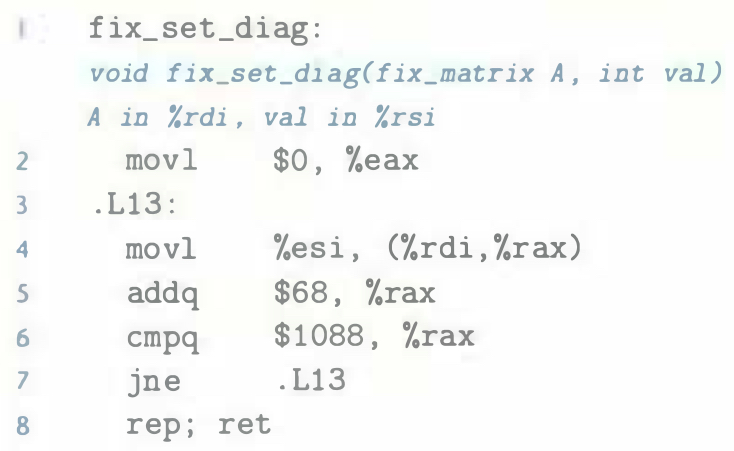 1 fix_set_diag:
void fix_set_diag(fix_matrix A, int val)
A in %rdi, val in %rsi
2 movl $0, %eax
3 .L13:
4 movl %esi, (%rdi,%rax)
5 addq $68, %rax
6 cmpq $1088, %rax
7 jne .L13
8 rep; ret